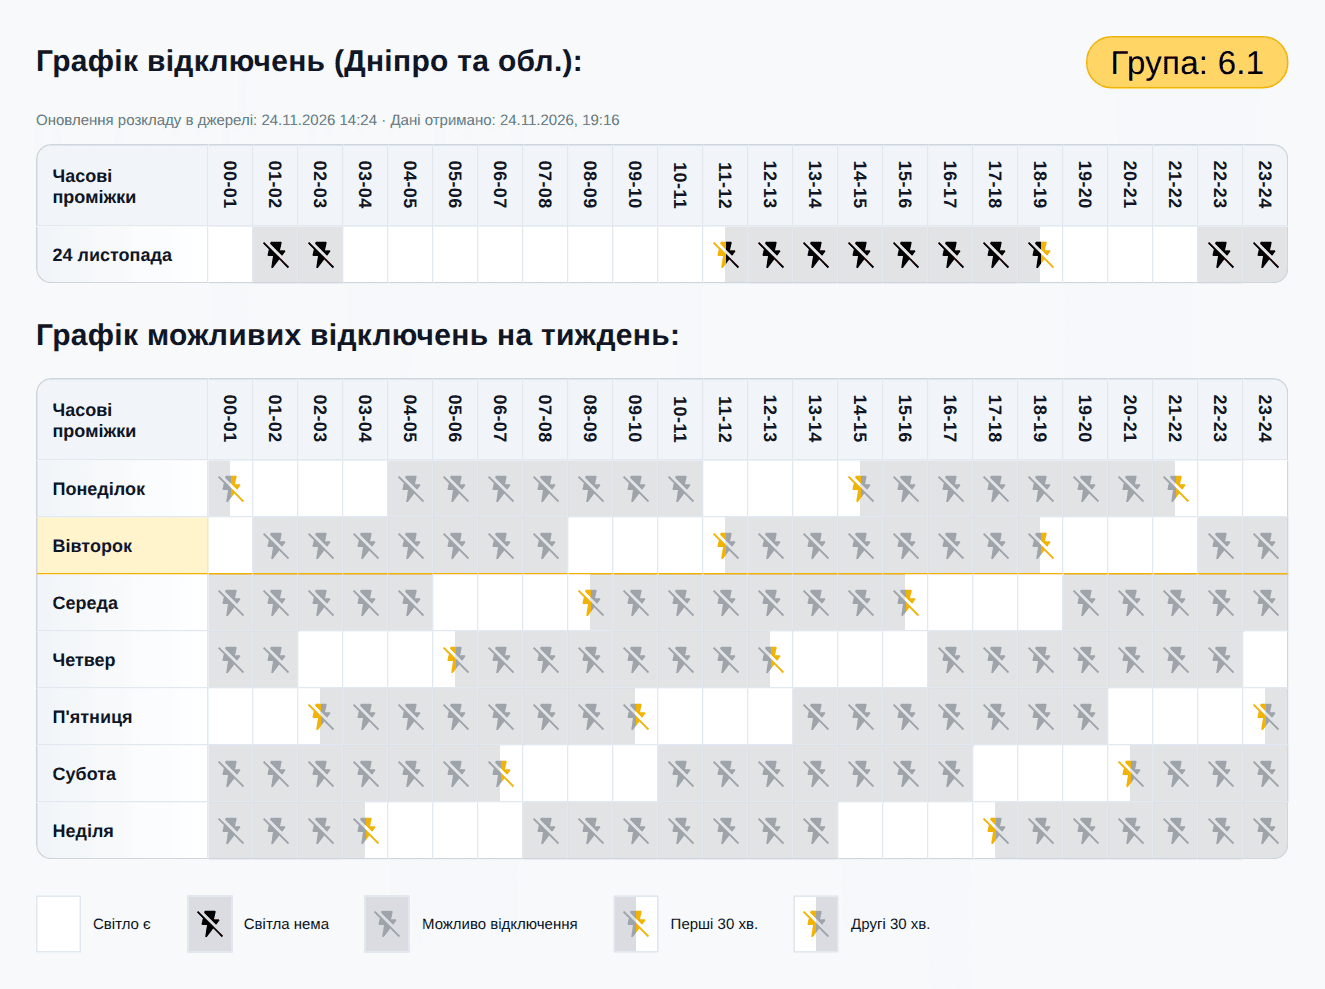 Графік відключень (Дніпро та обл.):
Група: 6.1
Оновлення розкладу в джерелі: 24.11.2026 14:24 · Дані отримано: 24.11.2026, 19:16
Часові проміжки 00-01 01-02 02-03 03-04 04-05 05-06 06-07 07-08 08-09 09-10 10-11 11-12 12-13 13-14 14-15 15-16 16-17 17-18 18-19 19-20 20-21 21-22 22-23 23-24
24 листопада
Графік можливих відключень на тиждень:
Часові проміжки 00-01 01-02 02-03 03-04 04-05 05-06 06-07 07-08 08-09 09-10 10-11 11-12 12-13 13-14 14-15 15-16 16-17 17-18 18-19 19-20 20-21 21-22 22-23 23-24
Понеділок
Вівторок
Середа
Четвер
П'ятниця
Субота
Неділя
Світло є Світла нема Можливо відключення Перші 30 хв. Другі 30 хв.